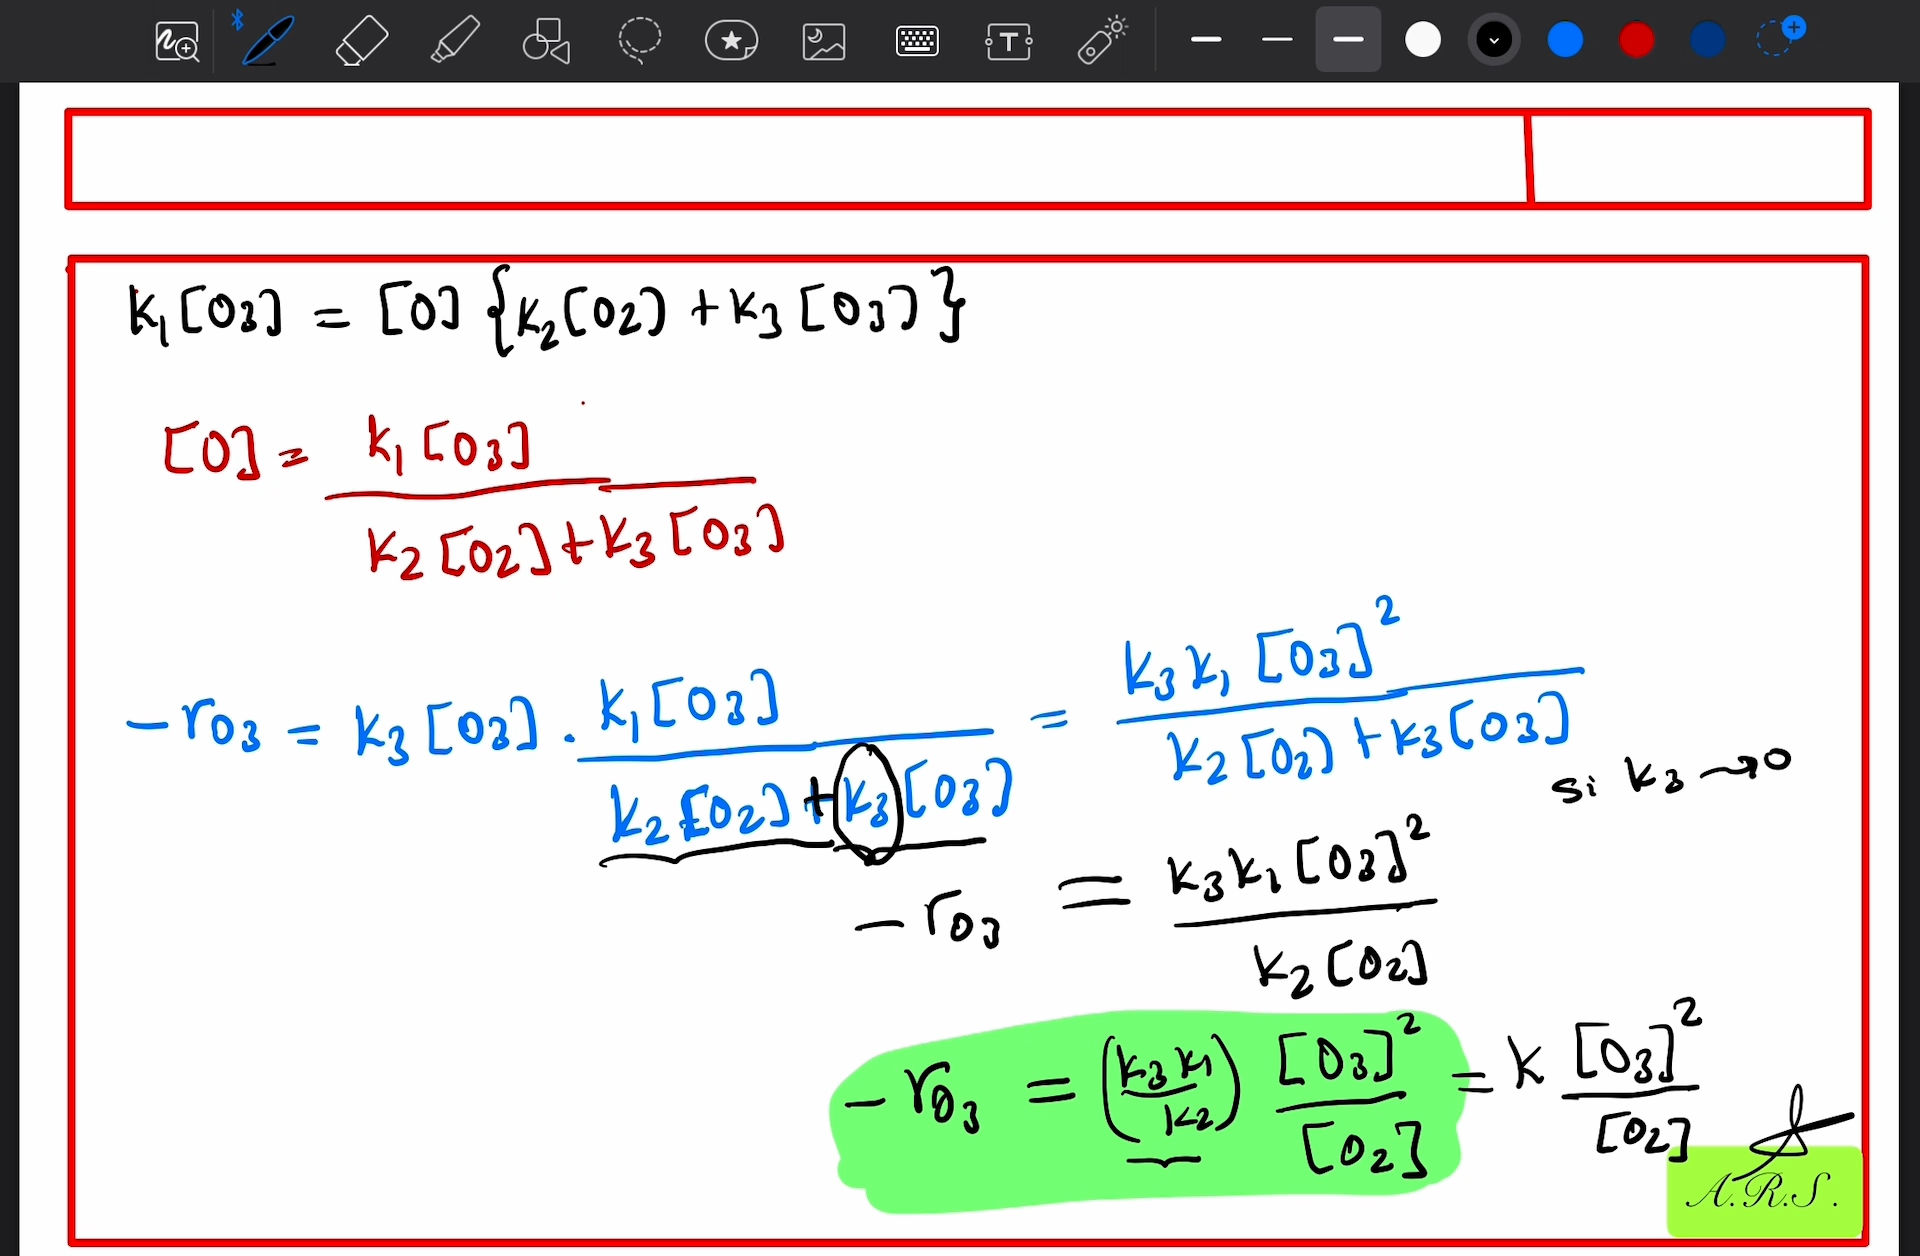 k₁[O₃] = [O] {k₂[O₂] + k₃[O₃]}
[O] = k₁[O₃] / k₂[O₂] + k₃[O₃]
-rO₃ = k₃[O₃] · k₁[O₃] / k₂[O₂] + k₃[O₃] = k₃k₁[O₃]² / k₂[O₂] + k₃[O₃]
si k₃ → 0
-rO₃ = k₃k₁[O₃]² / k₂[O₂]
-rO₃ = (k₃k₁ / k₂) [O₃]² / [O₂] = k [O₃]² / [O₂]
A.R.S.